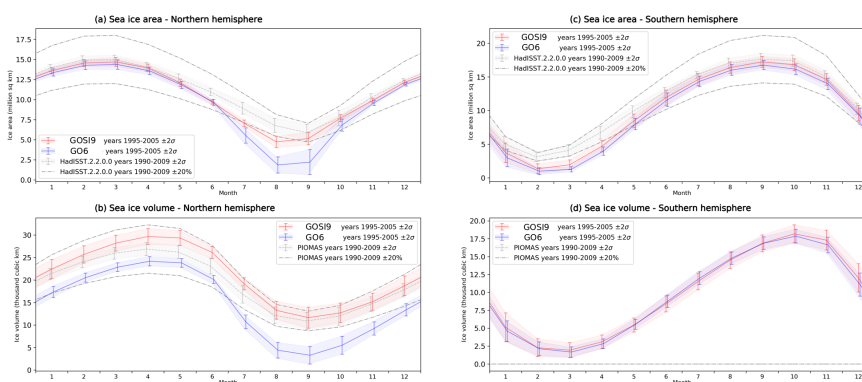 (a) Sea ice area - Northern hemisphere
Ice area (million sq km)
17.5
15.0
12.5
10.0
7.5
5.0
2.5
0.0
GOSI9 years 1995-2005 ±2σ
GO6 years 1995-2005 ±2σ
HadISST.2.2.0.0 years 1990-2009 ±2σ
HadISST.2.2.0.0 years 1990-2009 ±20%
1 2 3 4 5 6 7 8 9 10 11 12
Month
(c) Sea ice area - Southern hemisphere
Ice area (million sq km)
20
15
10
5
0
GOSI9 years 1995-2005 ±2σ
GO6 years 1995-2005 ±2σ
HadISST.2.2.0.0 years 1990-2009 ±2σ
HadISST.2.2.0.0 years 1990-2009 ±20%
1 2 3 4 5 6 7 8 9 10 11 12
Month
(b) Sea ice volume - Northern hemisphere
Ice volume (thousand cubic km)
30
25
20
15
10
5
0
GOSI9 years 1995-2005 ±2σ
GO6 years 1995-2005 ±2σ
PIOMAS years 1990-2009 ±2σ
PIOMAS years 1990-2009 ±20%
1 2 3 4 5 6 7 8 9 10 11 12
Month
(d) Sea ice volume - Southern hemisphere
Ice volume (thousand cubic km)
20.0
17.5
15.0
12.5
10.0
7.5
5.0
2.5
0.0
GOSI9 years 1995-2005 ±2σ
GO6 years 1995-2005 ±2σ
PIOMAS years 1990-2009 ±2σ
PIOMAS years 1990-2009 ±20%
1 2 3 4 5 6 7 8 9 10 11 12
Month